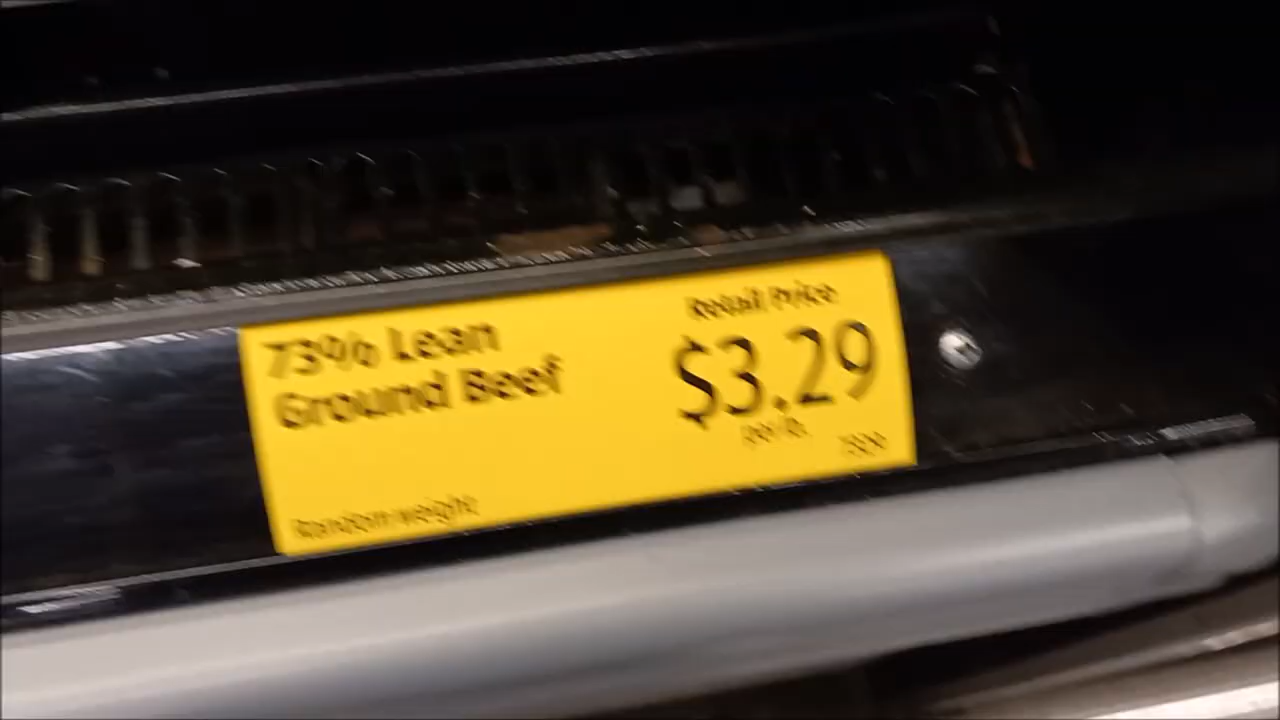 73% Lean
Ground Beef
Random weight
Retail Price
$3.29
per lb.